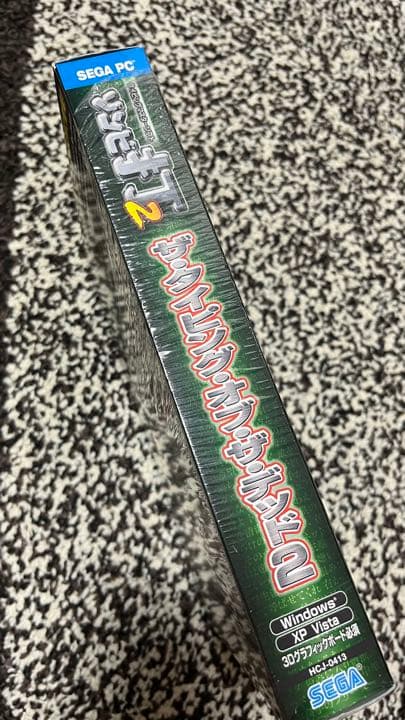 SEGA PC
2
ザ・タイピング・オブ・ザ・デッド2
Windows®
XP Vista
3Dグラフィックボード必須
HCJ-0413
SEGA®